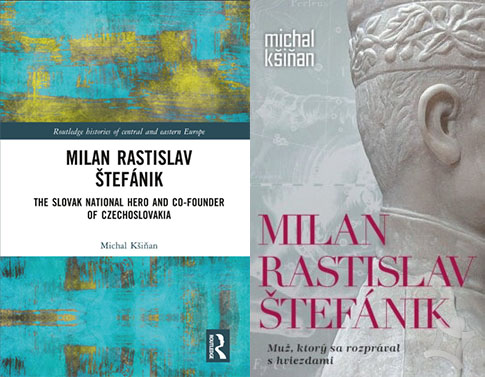 Routledge histories of central and eastern Europe
MILAN RASTISLAV
ŠTEFÁNIK
THE SLOVAK NATIONAL HERO AND CO-FOUNDER
OF CZECHOSLOVAKIA
Michal Kšiňan
ROUTLEDGE
michal
kšiňan
MILAN
RASTISLAV
ŠTEFÁNIK
Muž, ktorý sa rozprával
s hviezdami